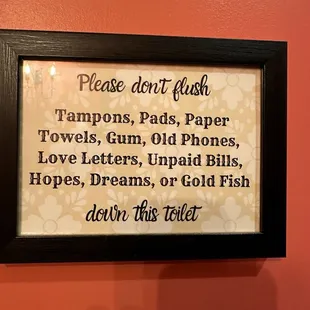 Please don't flush
Tampons, Pads, Paper
Towels, Gum, Old Phones,
Love Letters, Unpaid Bills,
Hopes, Dreams, or Gold Fish
down this toilet